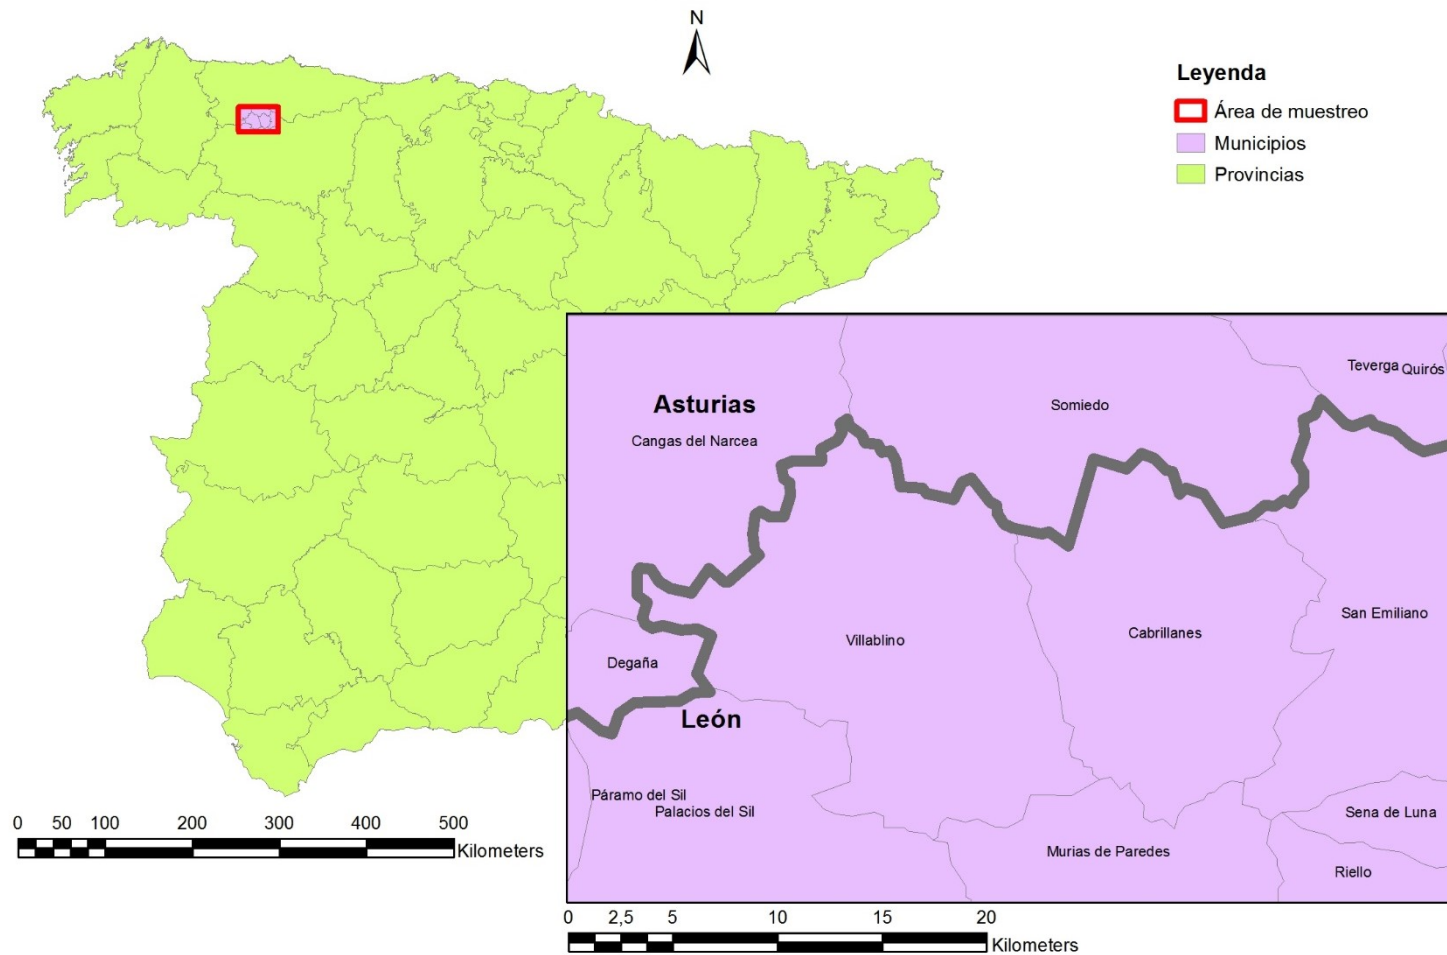 N
Leyenda
Área de muestreo
Municipios
Provincias
Teverga
Quirós
Asturias
Somiedo
Cangas del Narcea
San Emiliano
Villablino
Cabrillanes
Degaña
León
Páramo del Sil
Palacios del Sil
Sena de Luna
Murias de Paredes
Riello
0 50 100 200 300 400 500
Kilometers
0 2,5 5 10 15 20
Kilometers